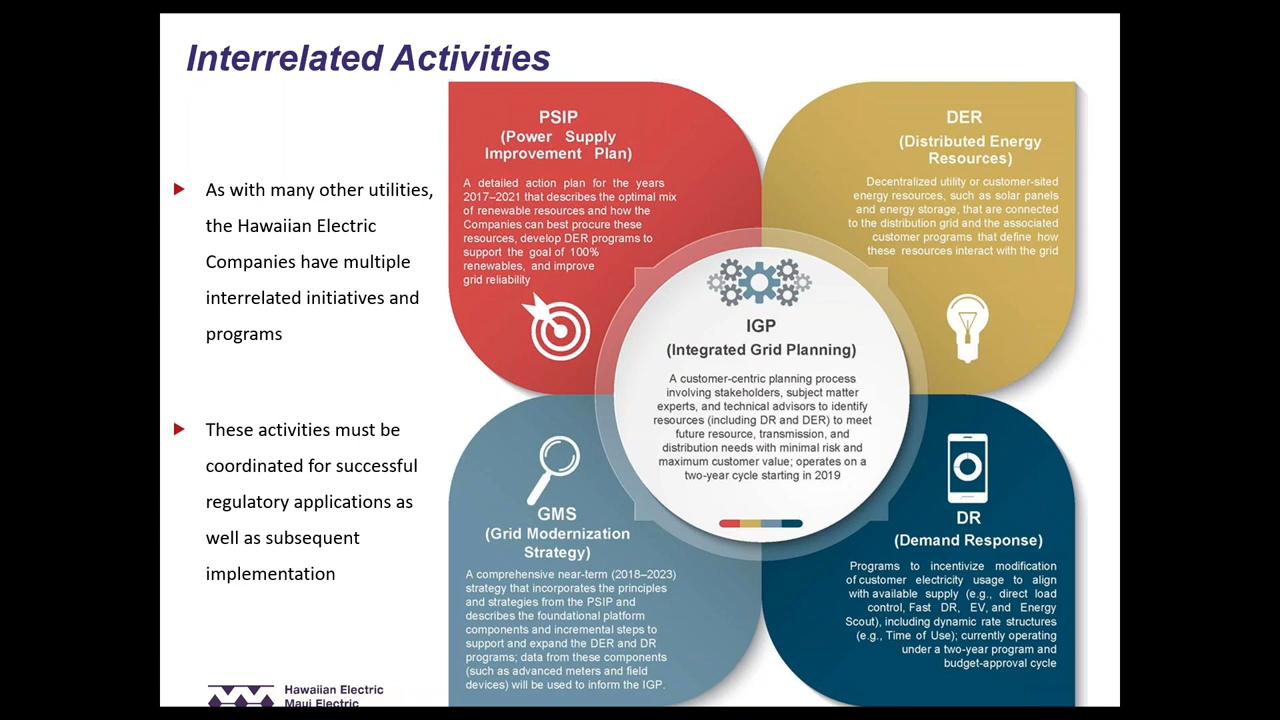 Interrelated Activities
As with many other utilities,
the Hawaiian Electric
Companies have multiple
interrelated initiatives and
programs
These activities must be
coordinated for successful
regulatory applications as
well as subsequent
implementation
PSIP
(Power Supply
Improvement Plan)
A detailed action plan for the years
2017–2021 that describes the optimal mix
of renewable resources and how the
Companies can best procure these
resources, develop DER programs to
support the goal of 100%
renewables, and improve
grid reliability
DER
(Distributed Energy
Resources)
Decentralized utility or customer-sited
energy resources, such as solar panels
and energy storage, that are connected
to the distribution grid and the associated
customer programs that define how
these resources interact with the grid
IGP
(Integrated Grid Planning)
A customer-centric planning process
involving stakeholders, subject matter
experts, and technical advisors to identify
resources (including DR and DER) to meet
future resource, transmission, and
distribution needs with minimal risk and
maximum customer value; operates on a
two-year cycle starting in 2019
GMS
(Grid Modernization
Strategy)
A comprehensive near-term (2018–2023)
strategy that incorporates the principles
and strategies from the PSIP and
describes the foundational platform
components and incremental steps to
support and expand the DER and DR
programs; data from these components
(such as advanced meters and field
devices) will be used to inform the IGP.
DR
(Demand Response)
Programs to incentivize modification
of customer electricity usage to align
with available supply (e.g., direct load
control, Fast DR, EV, and Energy
Scout), including dynamic rate structures
(e.g., Time of Use); currently operating
under a two-year program and
budget-approval cycle
Hawaiian Electric
Maui Electric